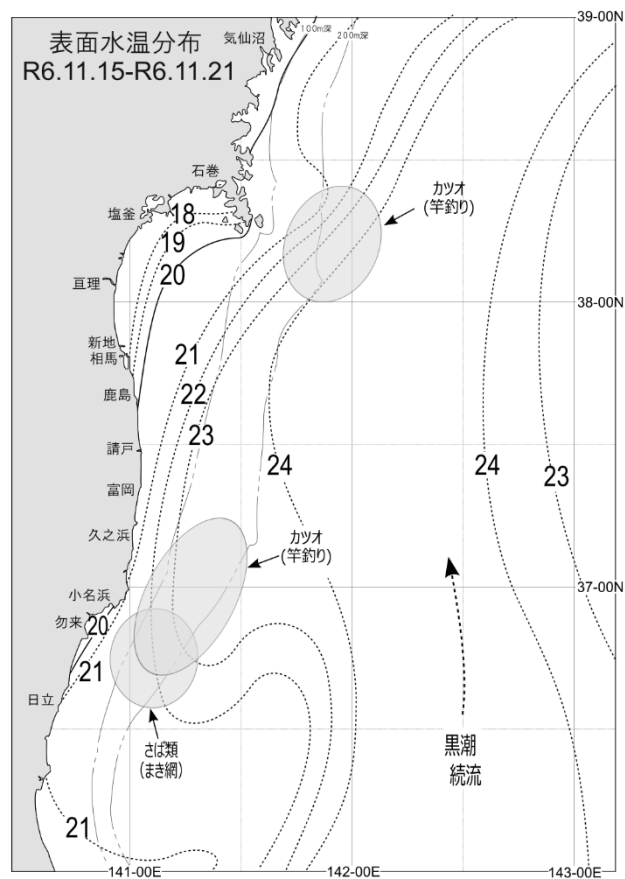 表面水温分布
R6.11.15-R6.11.21
気仙沼
100m深
200m深
39-00N
石巻
塩釜
18
19
20
カツオ
(竿釣り)
亘理
38-00N
新地
相馬
21
鹿島
22
23
請戸
24
24
23
富岡
久之浜
カツオ
(竿釣り)
小名浜
37-00N
勿来
20
21
日立
さば類
(まき網)
黒潮
続流
21
141-00E
142-00E
143-00E